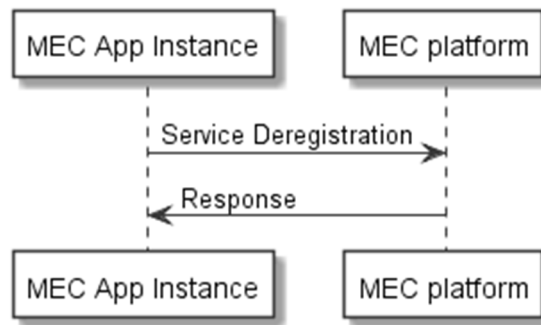 MEC App Instance
MEC platform
Service Deregistration
Response
MEC App Instance
MEC platform